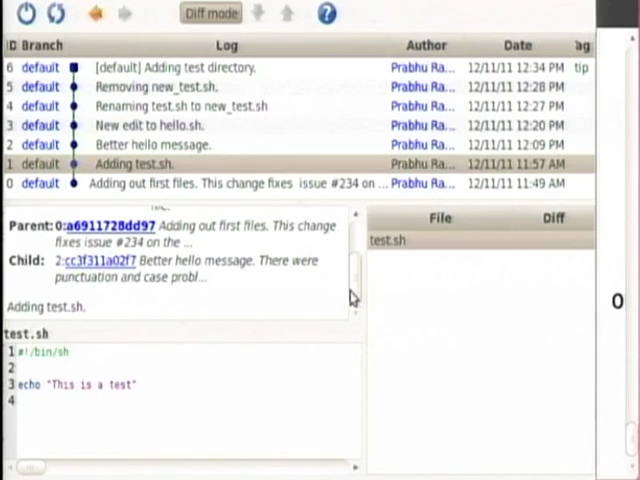 Diff mode
ID Branch Log Author Date ag
6 default [default] Adding test directory. Prabhu Ra... 12/11/11 12:34 PM tip
5 default Removing new_test.sh. Prabhu Ra... 12/11/11 12:28 PM
4 default Renaming test.sh to new_test.sh Prabhu Ra... 12/11/11 12:27 PM
3 default New edit to hello.sh. Prabhu Ra... 12/11/11 12:20 PM
2 default Better hello message. Prabhu Ra... 12/11/11 12:09 PM
1 default Adding test.sh. Prabhu Ra... 12/11/11 11:57 AM
0 default Adding out first files. This change fixes issue #234 on ... Prabhu Ra... 12/11/11 11:49 AM
Parent: 0:a6911728dd97 Adding out first files. This change
fixes issue #234 on the ...
Child: 2:cc3f311a02f7 Better hello message. There were
punctuation and case probl...
Adding test.sh.
File Diff
test.sh
test.sh
1 #!/bin/sh
2
3 echo "This is a test"
4
0